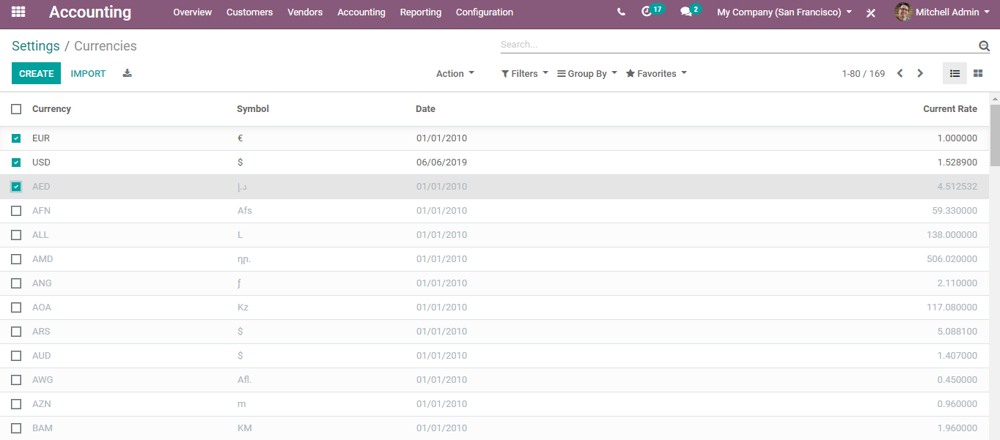 Accounting Overview Customers Vendors Accounting Reporting Configuration 17 2 My Company (San Francisco) Mitchell Admin
Settings / Currencies Search...
CREATE IMPORT Action Filters Group By Favorites 1-80 / 169
Currency Symbol Date Current Rate
EUR € 01/01/2010 1.000000
USD $ 06/06/2019 1.528900
AED د.إ 01/01/2010 4.512532
AFN Afs 01/01/2010 59.330000
ALL L 01/01/2010 138.000000
AMD դր. 01/01/2010 506.020000
ANG ƒ 01/01/2010 2.110000
AOA Kz 01/01/2010 117.080000
ARS $ 01/01/2010 5.088100
AUD $ 01/01/2010 1.407000
AWG Afl. 01/01/2010 0.450000
AZN m 01/01/2010 0.960000
BAM KM 01/01/2010 1.960000